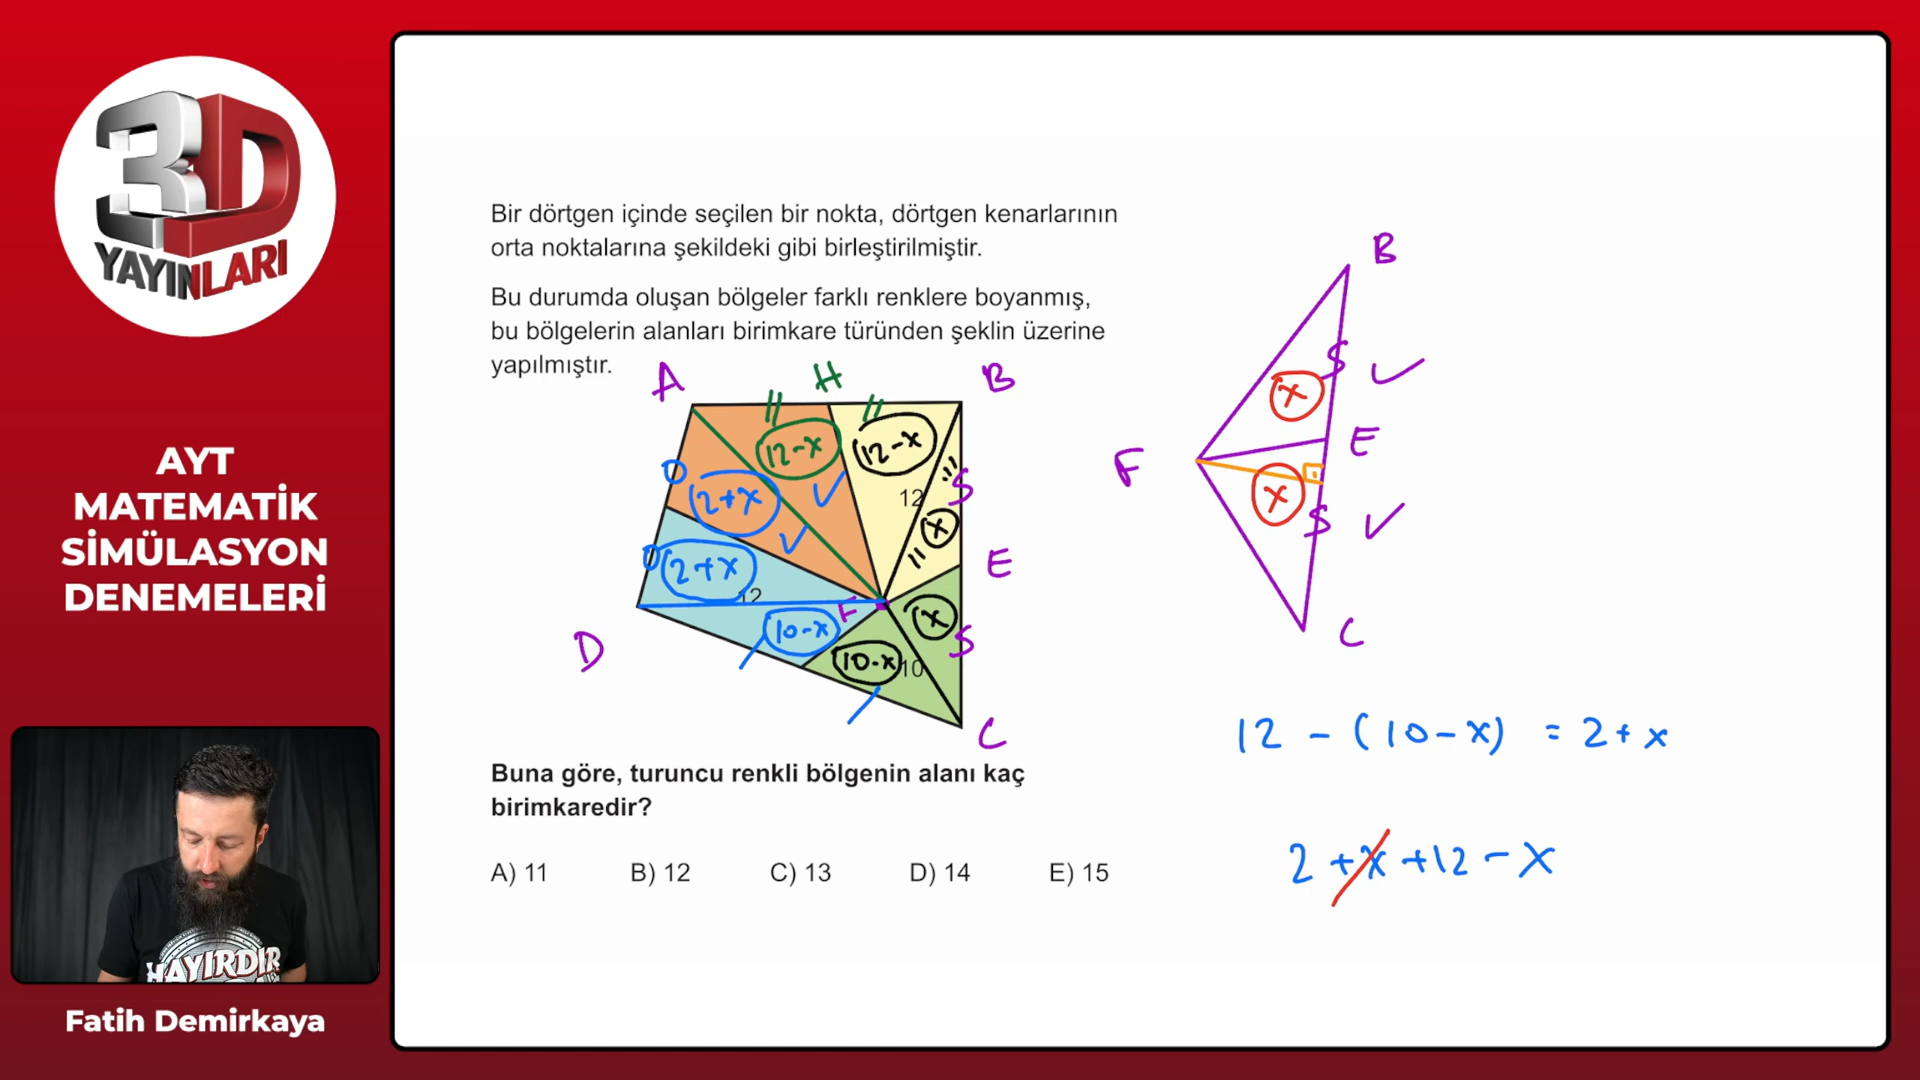 3D
YAYINLARI
AYT
MATEMATİK
SİMÜLASYON
DENEMELERİ
HAYIRDIR
Fatih Demirkaya
Bir dörtgen içinde seçilen bir nokta, dörtgen kenarlarının
orta noktalarına şekildeki gibi birleştirilmiştir.
Bu durumda oluşan bölgeler farklı renklere boyanmış,
bu bölgelerin alanları birimkare türünden şeklin üzerine
yapılmıştır.
A H B
12-x 12-x
2+x 12 S
x
2+x E
12 F x
D 10-x S
10-x 10
C
Buna göre, turuncu renkli bölgenin alanı kaç
birimkaredir?
A) 11 B) 12 C) 13 D) 14 E) 15
B
S
x
E
F
x
S
C
12 - (10-x) = 2+x
2+x+12-x